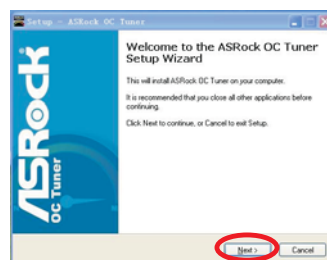 Setup - ASRock OC Tuner
ASRock
OC Tuner
Welcome to the ASRock OC Tuner
Setup Wizard
This will install ASRock OC Tuner on your computer.
It is recommended that you close all other applications before
continuing.
Click Next to continue, or Cancel to exit Setup.
Next >
Cancel